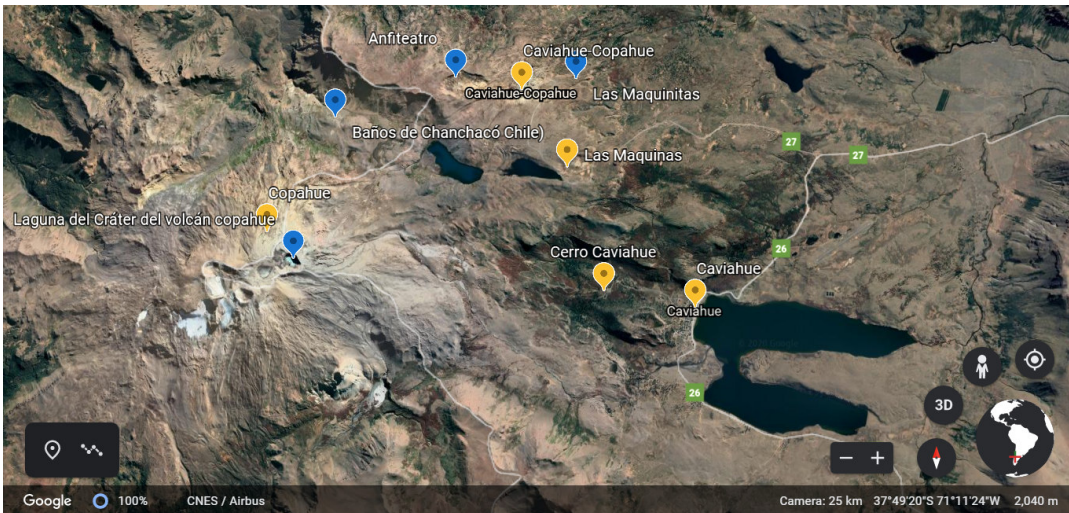 Anfiteatro
Caviahue-Copahue
Caviahue-Copahue
Las Maquinitas
Baños de Chanchacó Chile)
27
27
Las Maquinas
Copahue
Laguna del Cráter del volcán copahue
26
Cerro Caviahue
Caviahue
Caviahue
26
3D
Google
100%
CNES / Airbus
Camera: 25 km 37°49'20"S 71°11'24"W 2,040 m